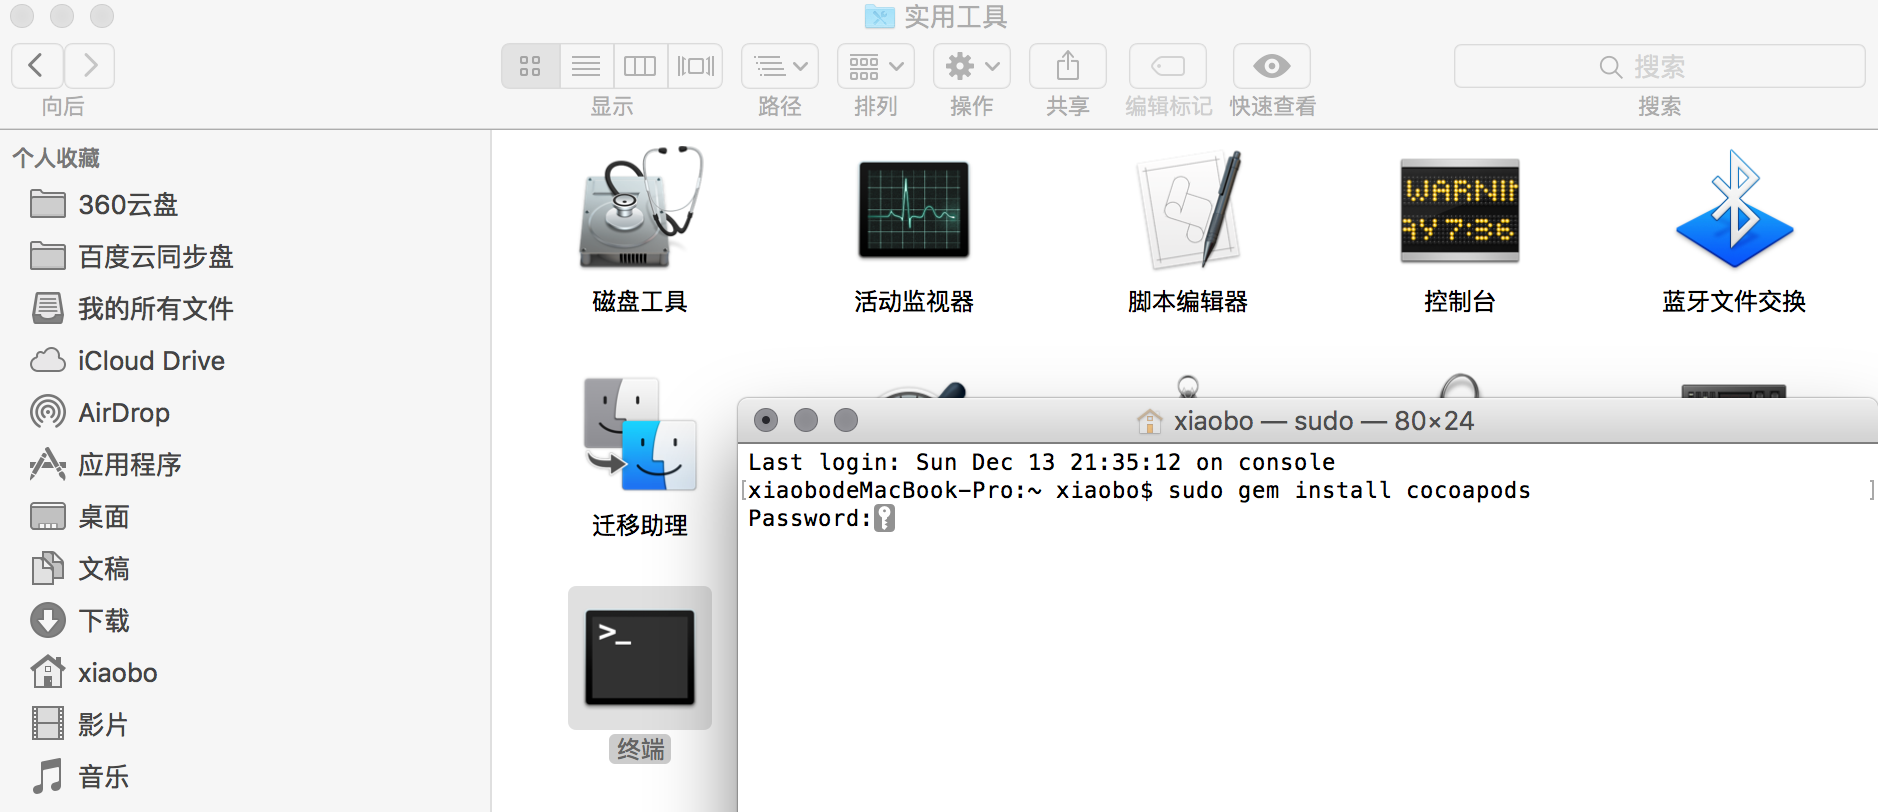 实用工具
向后
显示
路径
排列
操作
共享
编辑标记
快速查看
搜索
搜索
个人收藏
360云盘
百度云同步盘
我的所有文件
iCloud Drive
AirDrop
应用程序
桌面
文稿
下载
xiaobo
影片
音乐
磁盘工具
活动监视器
脚本编辑器
WARNIN
AY 7:36
控制台
蓝牙文件交换
迁移助理
>_
终端
xiaobo — sudo — 80×24
Last login: Sun Dec 13 21:35:12 on console
[xiaobodeMacBook-Pro:~ xiaobo$ sudo gem install cocoapods ]
Password: